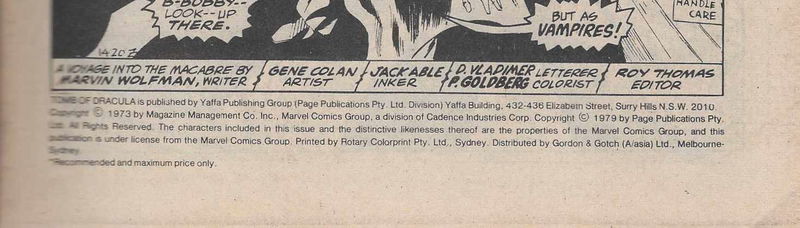 B-BOBBY--
LOOK--UP
THERE.
BUT AS
VAMPIRES!
HANDLE
CARE
A VOYAGE INTO THE MACABRE BY
MARVIN WOLFMAN, WRITER
GENE COLAN
ARTIST
JACK ABLE
INKER
D. VLADIMER LETTERER
P. GOLDBERG COLORIST
ROY THOMAS
EDITOR
TOMB OF DRACULA is published by Yaffa Publishing Group (Page Publications Pty. Ltd. Division) Yaffa Building, 432-436 Elizabeth Street, Surry Hills N.S.W. 2010.
Copyright © 1973 by Magazine Management Co. Inc., Marvel Comics Group, a division of Cadence Industries Corp. Copyright © 1979 by Page Publications Pty.
Ltd. All Rights Reserved. The characters included in this issue and the distinctive likenesses thereof are the properties of the Marvel Comics Group, and this
publication is under license from the Marvel Comics Group. Printed by Rotary Colorprint Pty. Ltd., Sydney. Distributed by Gordon & Gotch (A/asia) Ltd., Melbourne-
Sydney.
*Recommended and maximum price only.